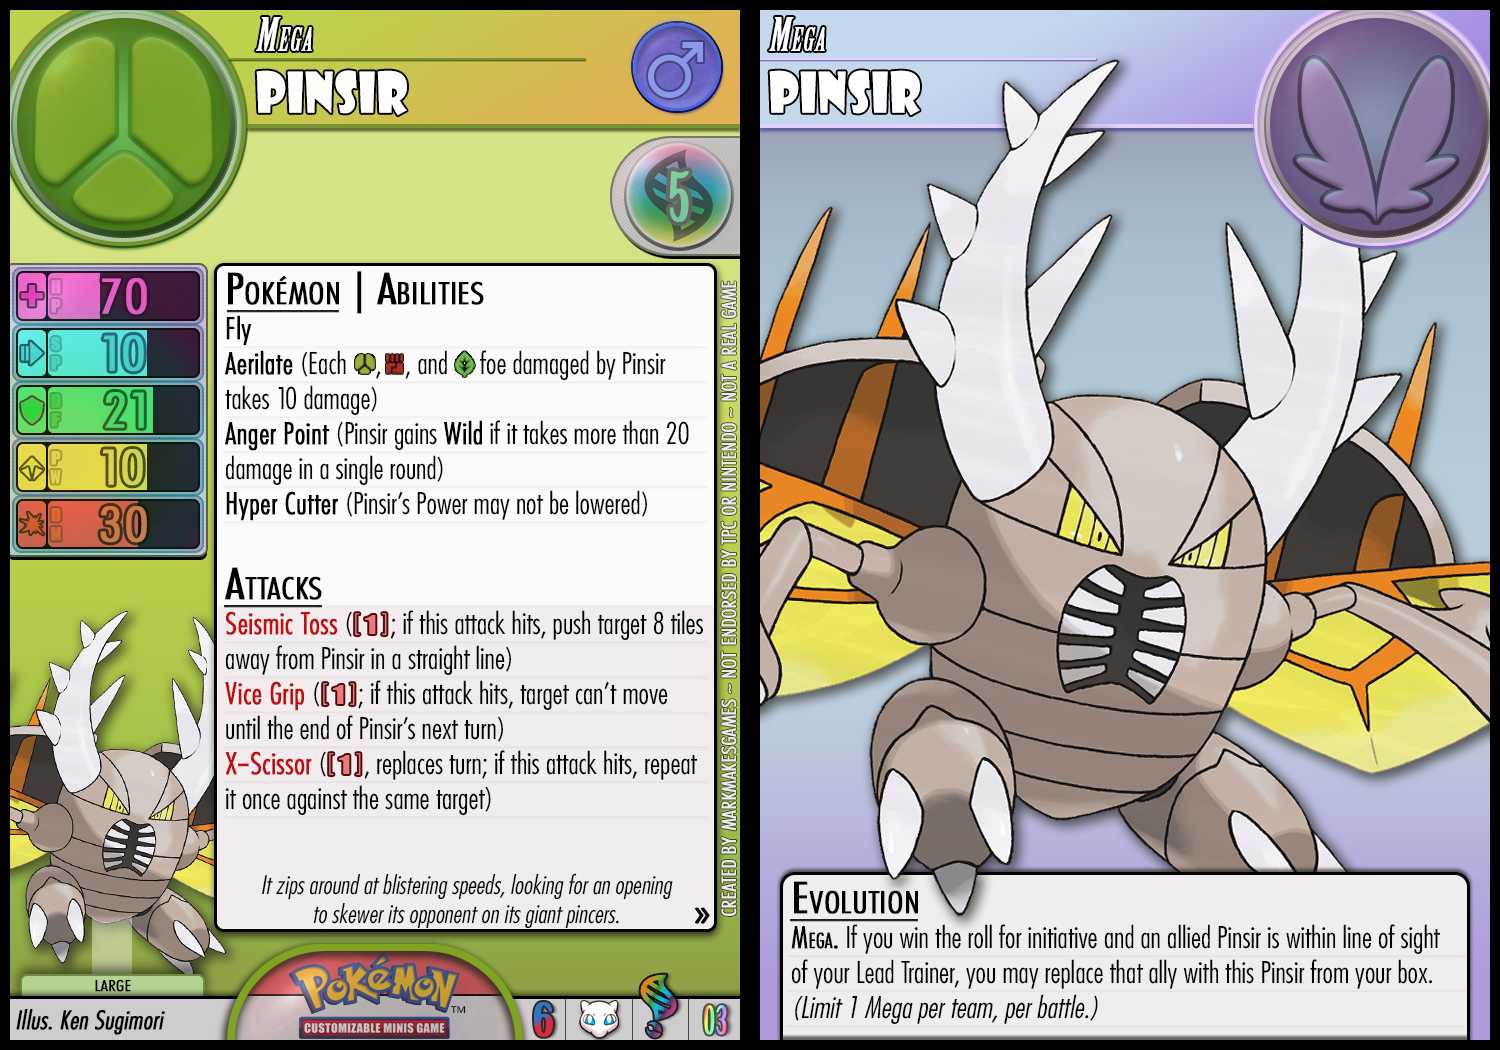 MEGA
PINSIR
5
HP 70
SP 10
DF 21
PW 10
DM 30
POKÉMON | ABILITIES
Fly
Aerilate (Each , , and foe damaged by Pinsir
takes 10 damage)
Anger Point (Pinsir gains Wild if it takes more than 20
damage in a single round)
Hyper Cutter (Pinsir's Power may not be lowered)
ATTACKS
Seismic Toss ([1]; if this attack hits, push target 8 tiles
away from Pinsir in a straight line)
Vice Grip ([1]; if this attack hits, target can't move
until the end of Pinsir's next turn)
X-Scissor ([1], replaces turn; if this attack hits, repeat
it once against the same target)
It zips around at blistering speeds, looking for an opening
to skewer its opponent on its giant pincers.
»
CREATED BY MARKMAKESGAMES ~ NOT ENDORSED BY TPC OR NINTENDO ~ NOT A REAL GAME
LARGE
Illus. Ken Sugimori
POKÉMON TM
CUSTOMIZABLE MINIS GAME
6
03
MEGA
PINSIR
EVOLUTION
MEGA. If you win the roll for initiative and an allied Pinsir is within line of sight
of your Lead Trainer, you may replace that ally with this Pinsir from your box.
(Limit 1 Mega per team, per battle.)